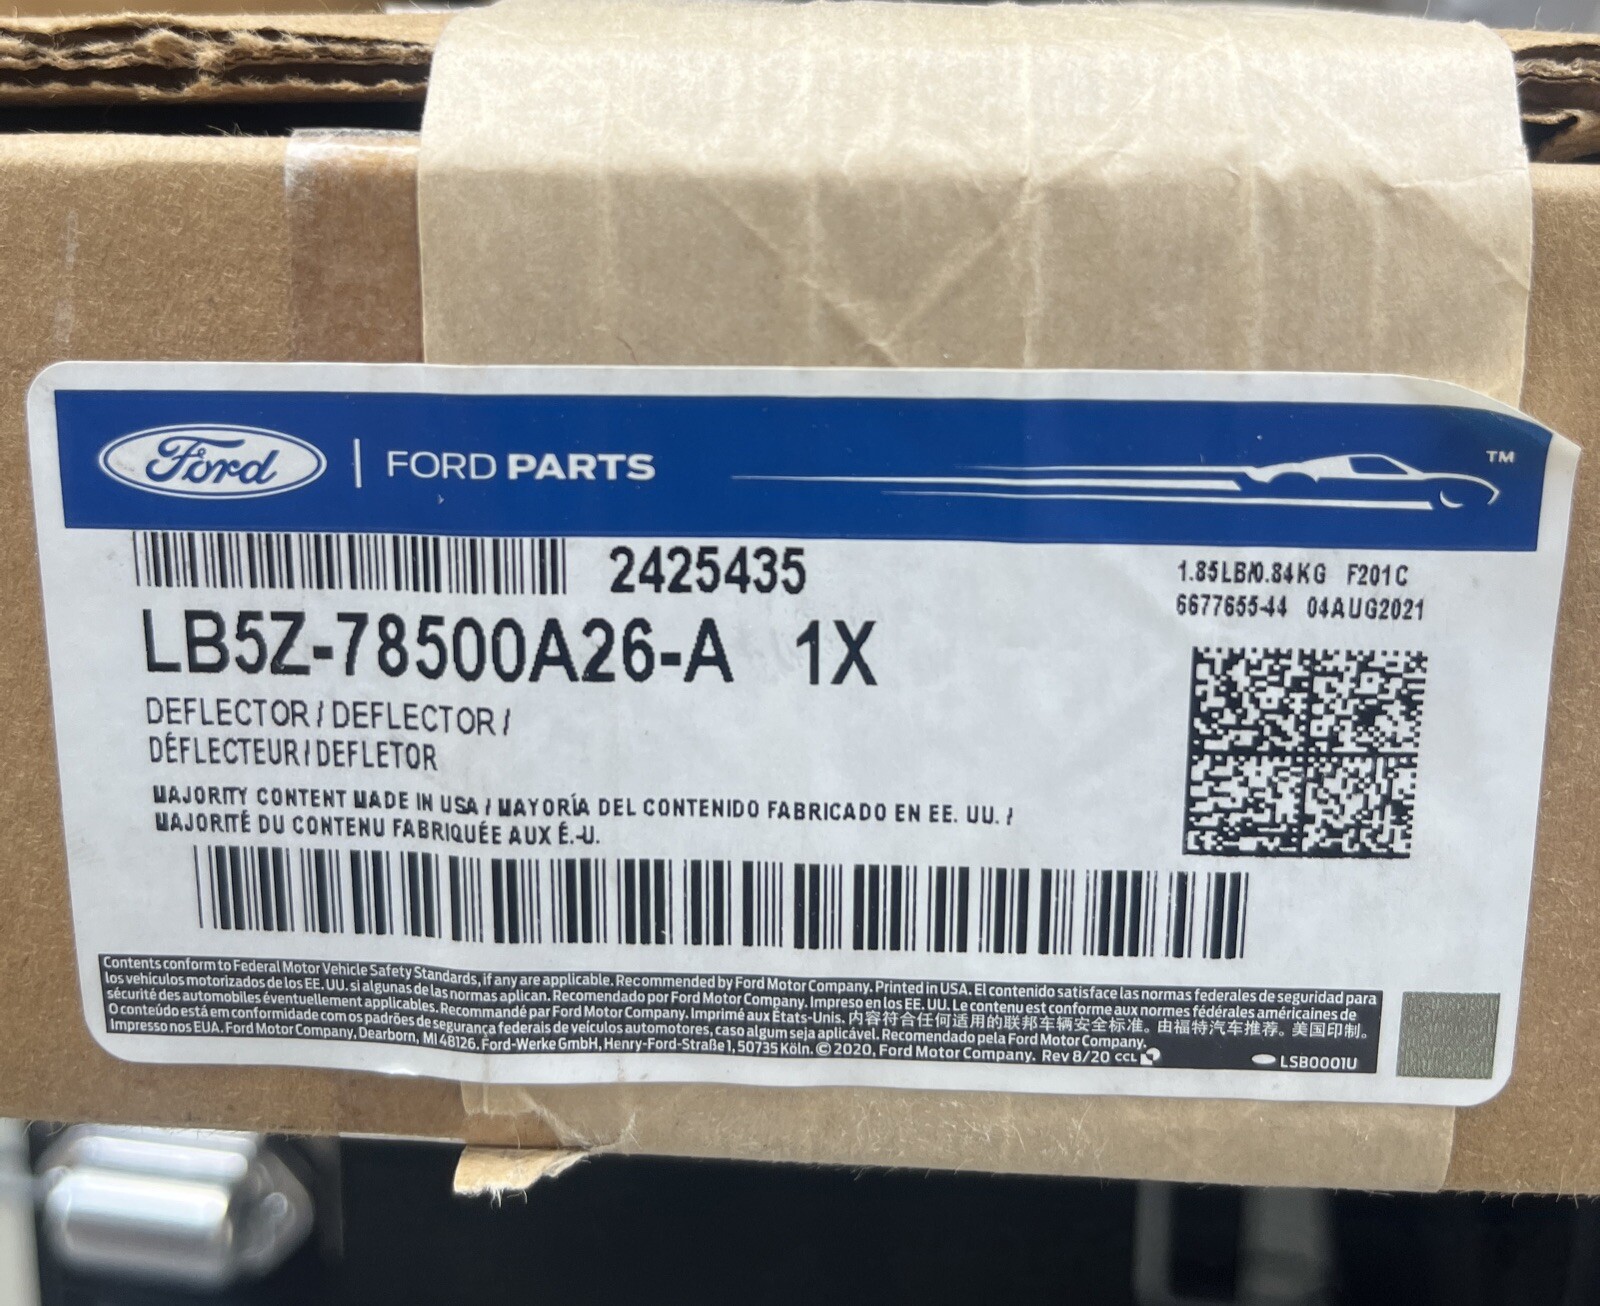 Ford | FORD PARTS
TM
2425435
1.85LB/0.84KG F201C
6677655-44 04AUG2021
LB5Z-78500A26-A 1X
DEFLECTOR / DEFLECTOR /
DÉFLECTEUR / DEFLETOR
MAJORITY CONTENT MADE IN USA / MAYORÍA DEL CONTENIDO FABRICADO EN EE. UU. /
MAJORITÉ DU CONTENU FABRIQUÉE AUX É.-U.
Contents conform to Federal Motor Vehicle Safety Standards, if any are applicable. Recommended by Ford Motor Company. Printed in USA. El contenido satisface las normas federales de seguridad para
los vehículos motorizados de los EE. UU. si algunas de las normas aplican. Recomendado por Ford Motor Company. Impreso en los EE. UU. Le contenu est conforme aux normes fédérales américaines de
sécurité des automobiles éventuellement applicables. Recommandé par Ford Motor Company. Imprimé aux États-Unis. 内容符合任何适用的联邦车辆安全标准。由福特汽车推荐。美国印制。
O conteúdo está em conformidade com os padrões de segurança federais de veículos automotores, caso algum seja aplicável. Recomendado pela Ford Motor Company.
Impresso nos EUA. Ford Motor Company, Dearborn, MI 48126. Ford-Werke GmbH, Henry-Ford-Straße 1, 50735 Köln. © 2020, Ford Motor Company. Rev 8/20 CCL
LSB0001U